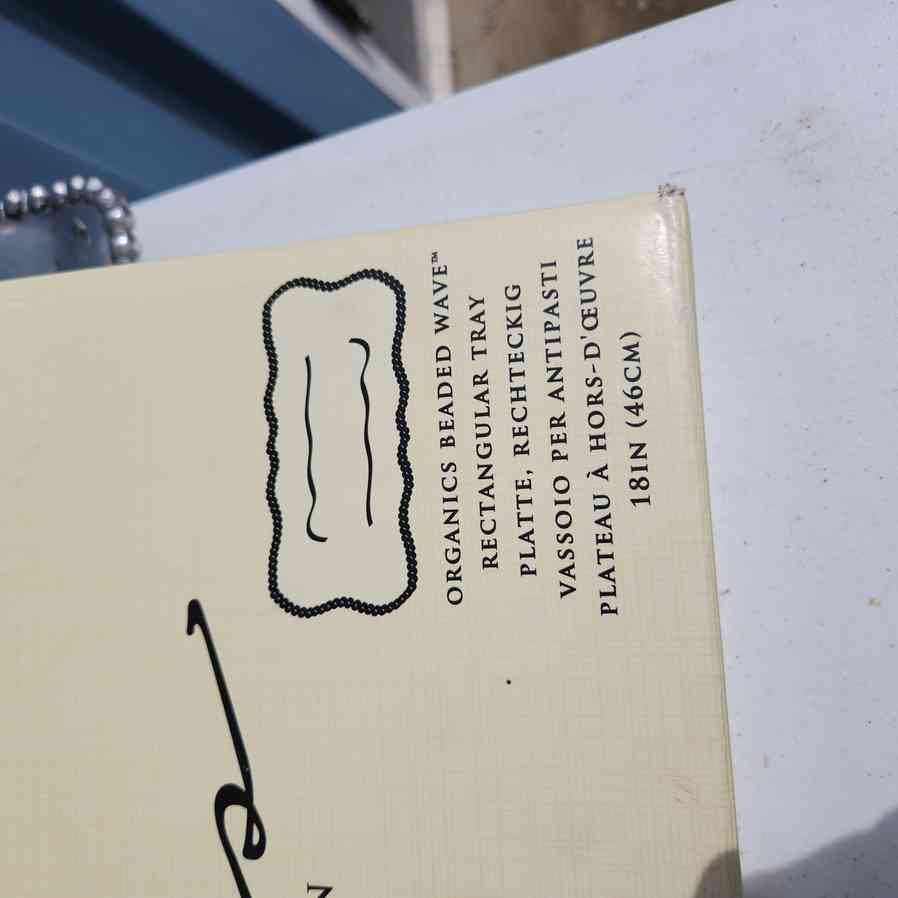 ORGANICS BEADED WAVE™
RECTANGULAR TRAY
PLATTE, RECHTECKIG
VASSOIO PER ANTIPASTI
PLATEAU À HORS-D'ŒUVRE
18IN (46CM)
N